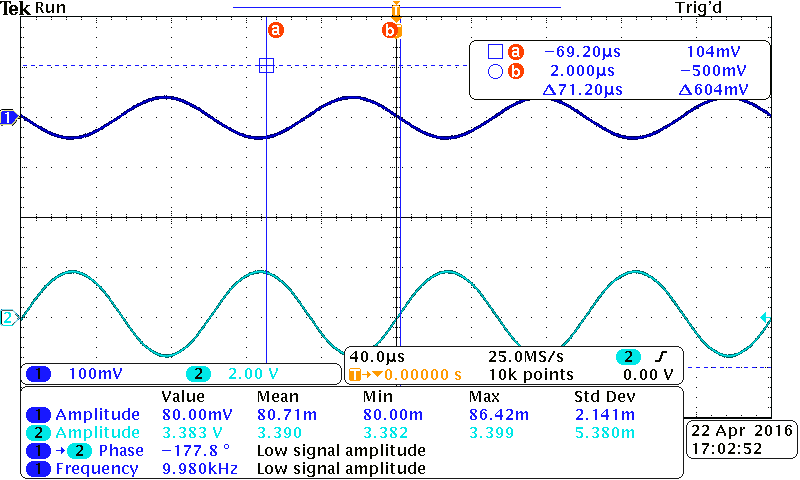 Tek Run Trig'd
T
a
b
a −69.20µs 104mV
b 2.000µs −500mV
Δ71.20µs Δ604mV
1
2
1 100mV 2 2.00 V
40.0µs 25.0MS/s 2
T→▼0.00000 s 10k points 0.00 V
Value Mean Min Max Std Dev
1 Amplitude 80.00mV 80.71m 80.00m 86.42m 2.141m
2 Amplitude 3.383 V 3.390 3.382 3.399 5.380m
1 → 2 Phase −177.8 ° Low signal amplitude
1 Frequency 9.980kHz Low signal amplitude
22 Apr 2016
17:02:52